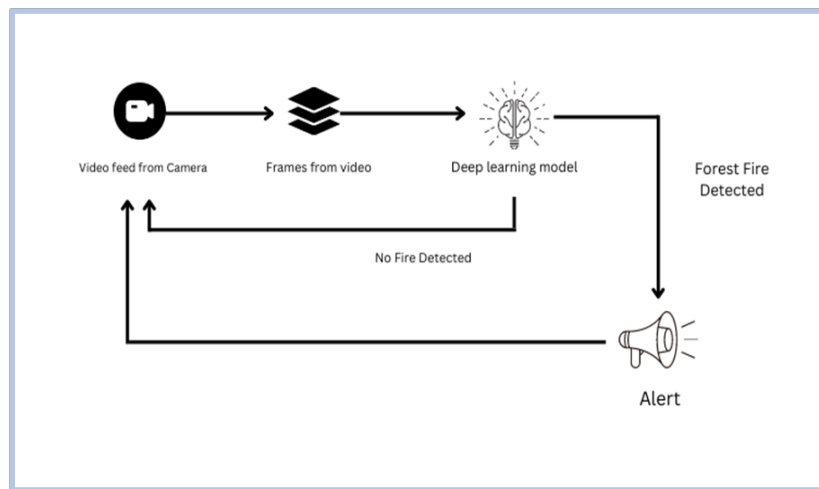 Video feed from Camera
Frames from video
Deep learning model
Forest Fire
Detected
No Fire Detected
Alert